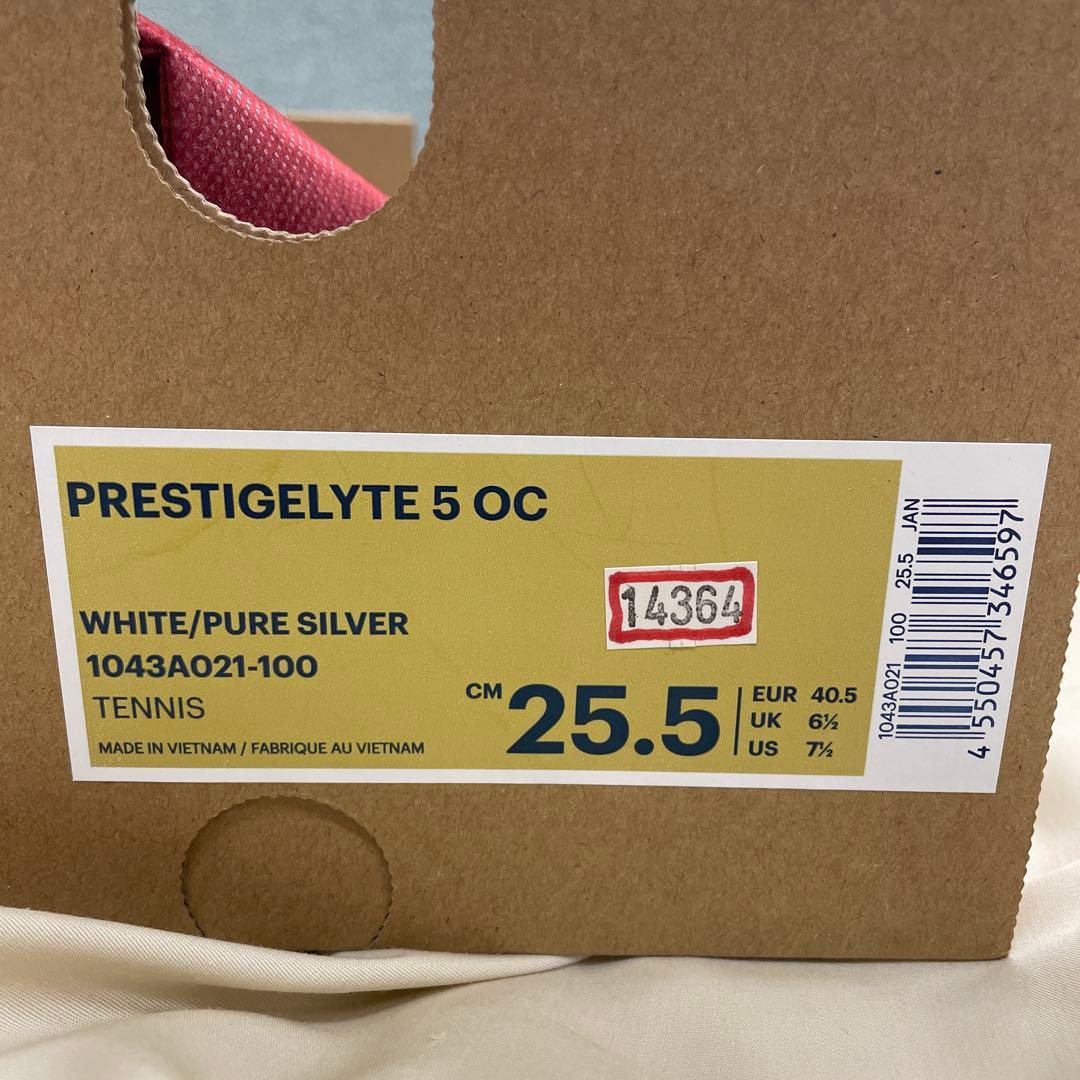 PRESTIGELYTE 5 OC
14364
WHITE/PURE SILVER
1043A021-100
TENNIS
MADE IN VIETNAM / FABRIQUE AU VIETNAM
CM 25.5
EUR 40.5
UK 6½
US 7½
1043A021 100 25.5 JAN
4 550457 346597